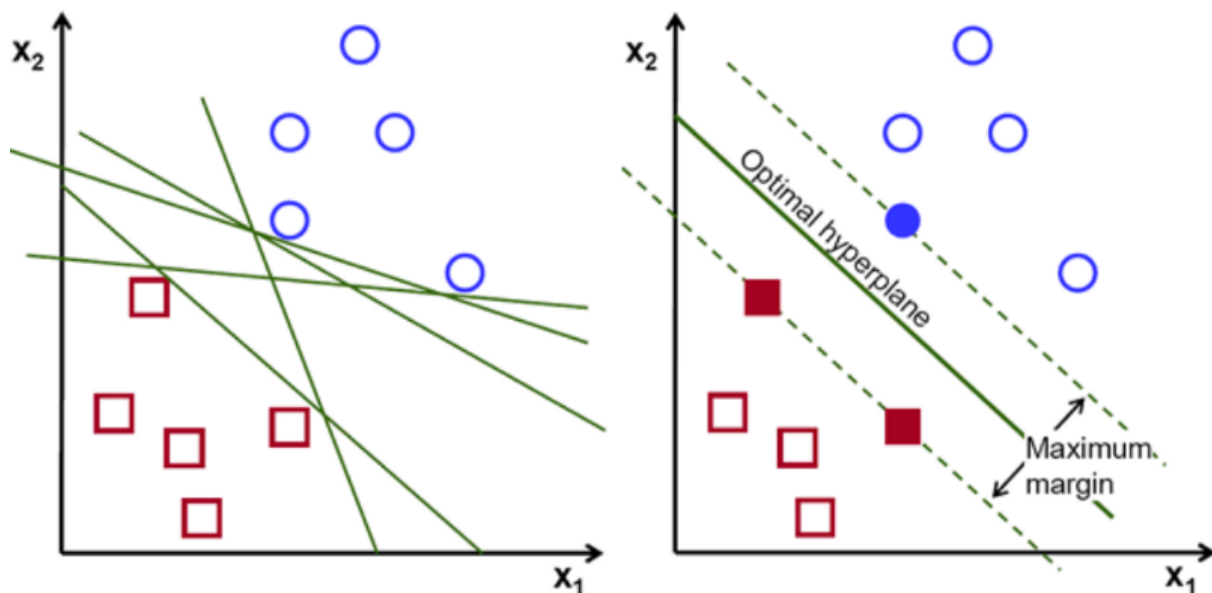 x₂
x₁
x₂
Optimal hyperplane
Maximum
margin
x₁